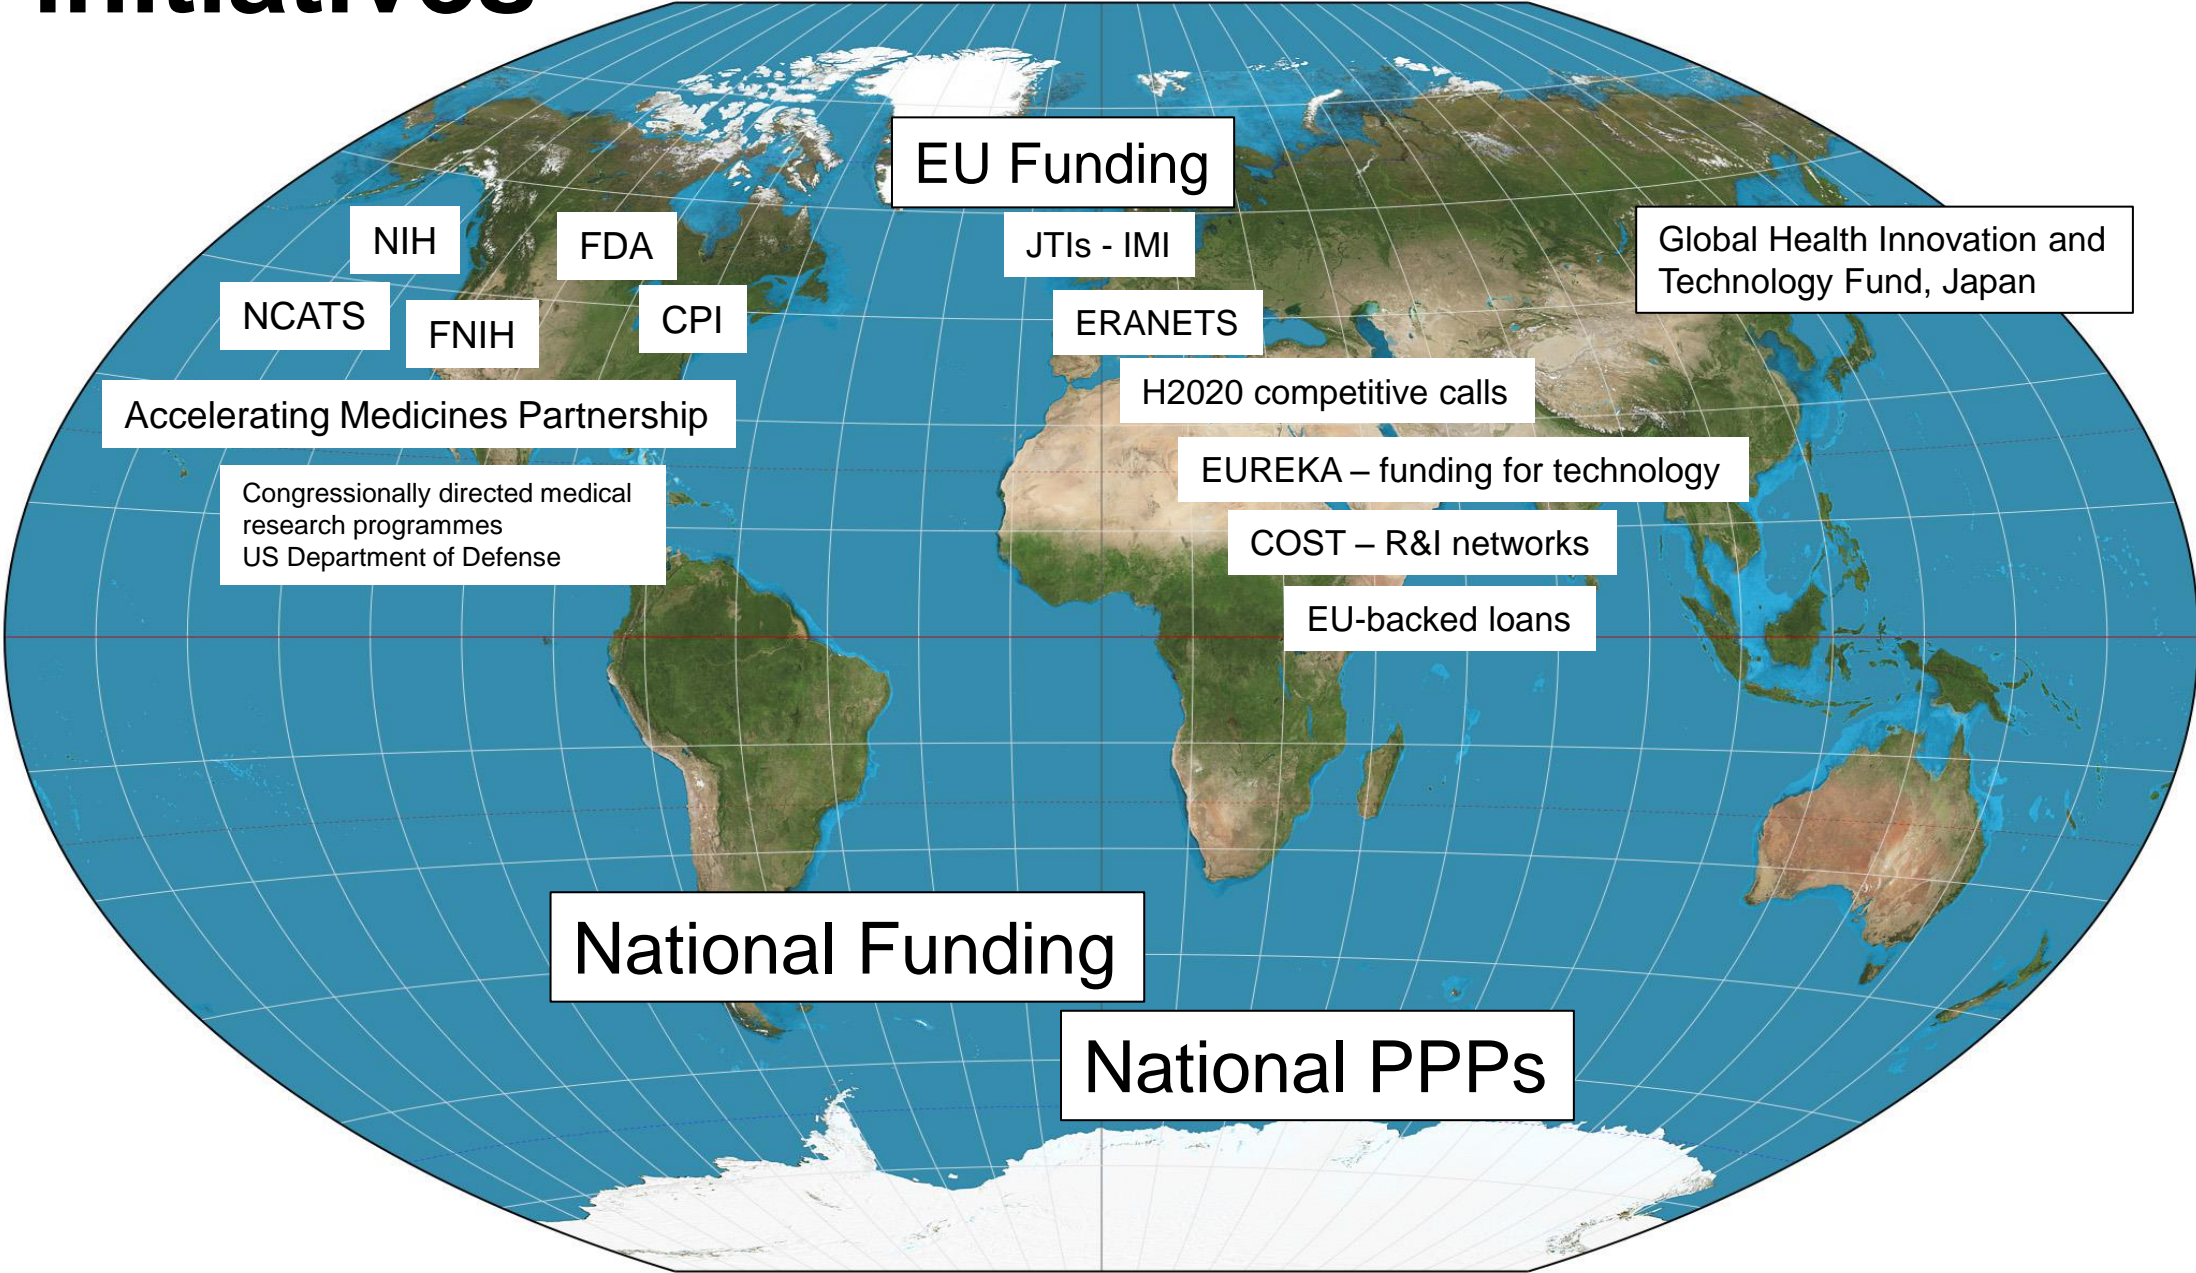 initiatives
EU Funding
NIH
FDA
JTIs - IMI
Global Health Innovation and
Technology Fund, Japan
NCATS
FNIH
CPI
ERANETS
Accelerating Medicines Partnership
H2020 competitive calls
EUREKA – funding for technology
Congressionally directed medical
research programmes
US Department of Defense
COST – R&I networks
EU-backed loans
National Funding
National PPPs